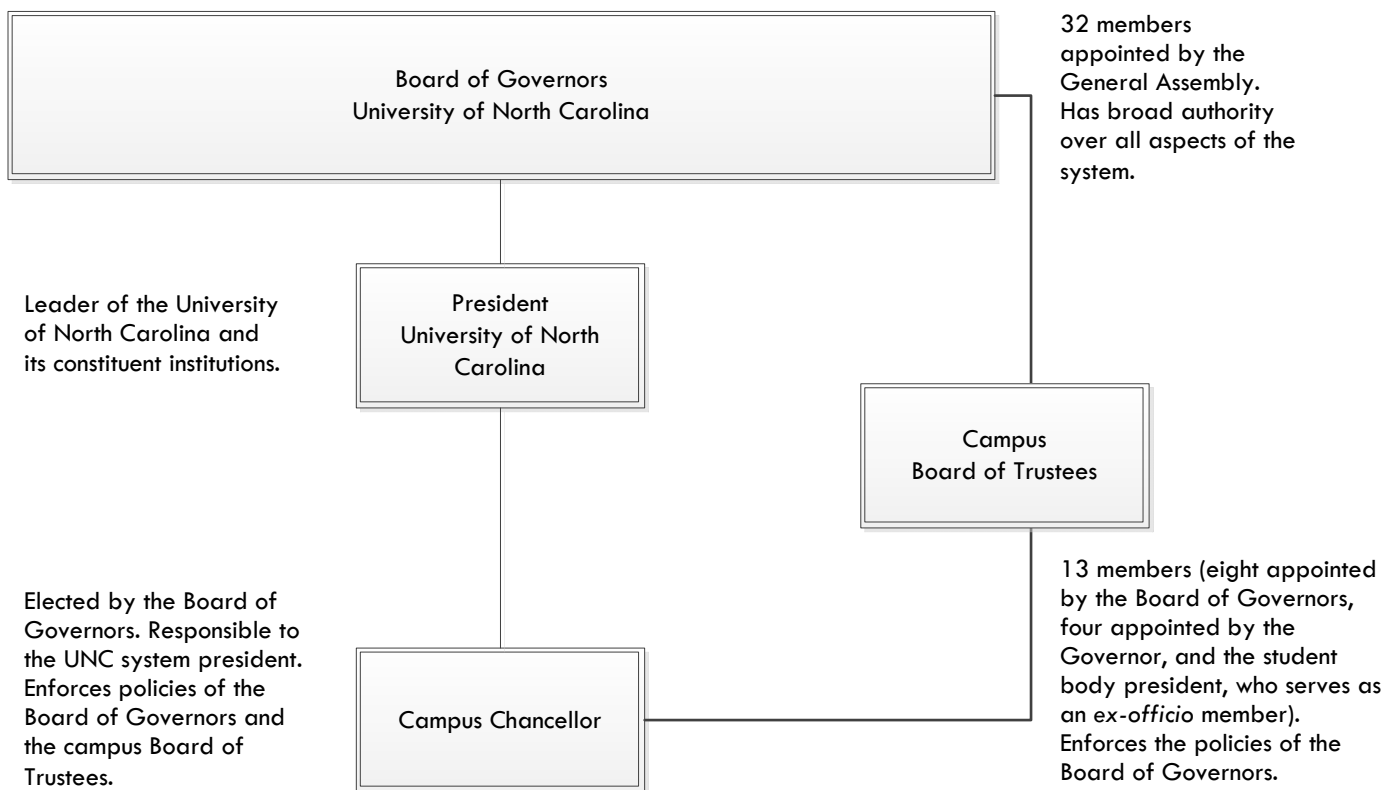 Board of Governors
University of North Carolina
32 members
appointed by the
General Assembly.
Has broad authority
over all aspects of the
system.
Leader of the University
of North Carolina and
its constituent institutions.
President
University of North
Carolina
Campus
Board of Trustees
Elected by the Board of
Governors. Responsible to
the UNC system president.
Enforces policies of the
Board of Governors and
the campus Board of
Trustees.
Campus Chancellor
13 members (eight appointed
by the Board of Governors,
four appointed by the
Governor, and the student
body president, who serves as
an ex-officio member).
Enforces the policies of the
Board of Governors.